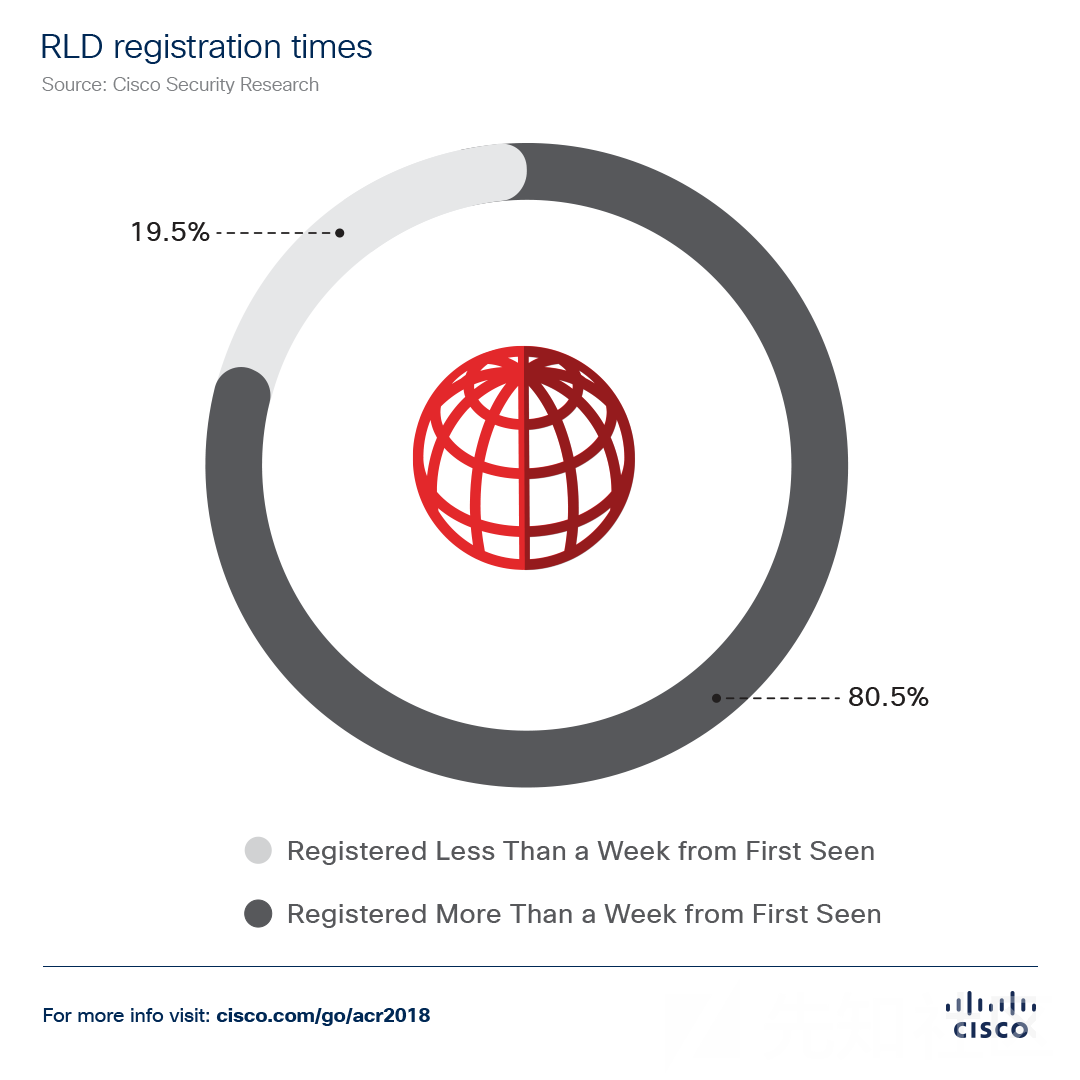 RLD registration times
Source: Cisco Security Research
19.5%
80.5%
Registered Less Than a Week from First Seen
Registered More Than a Week from First Seen
For more info visit: cisco.com/go/acr2018
CISCO